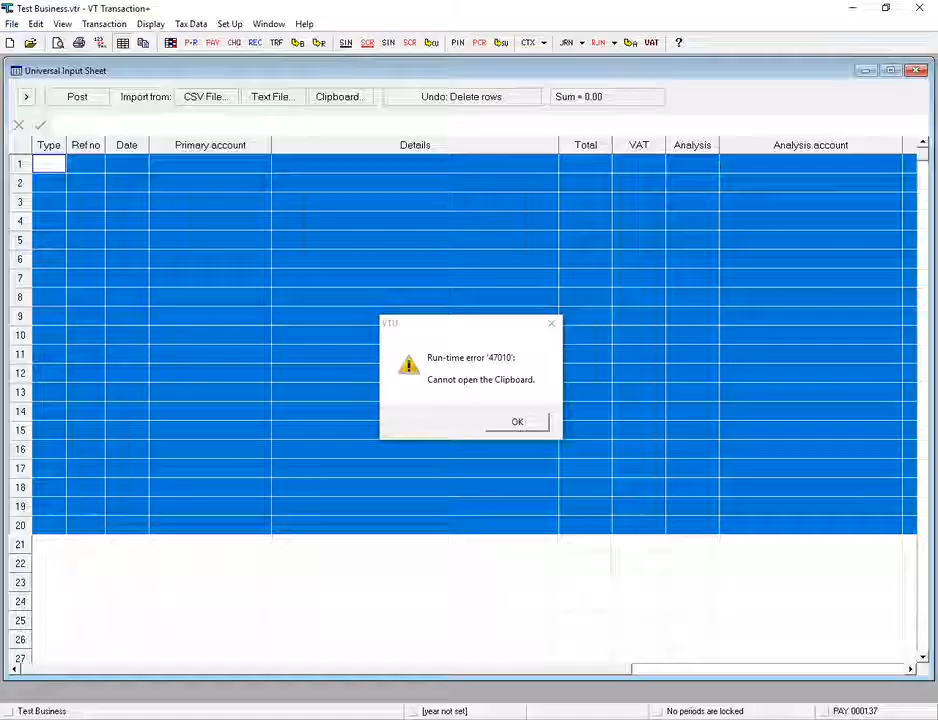 Test Business.vtr - VT Transaction+
File Edit View Transaction Display Tax Data Set Up Window Help
P+R PAY CHQ REC TRF SIN SCR SIN SCR PIN PCR CTX JRN RJN VAT ?
Universal Input Sheet
> Post Import from: CSV File... Text File... Clipboard... Undo: Delete rows Sum = 0.00
Type Ref no Date Primary account Details Total VAT Analysis Analysis account
1
2
3
4
5
6
7
8
9
10
11
12
13
14
15
16
17
18
19
20
21
22
23
24
25
26
27
VTU
Run-time error '47010':
Cannot open the Clipboard.
OK
Test Business [year not set] No periods are locked PAY 000137